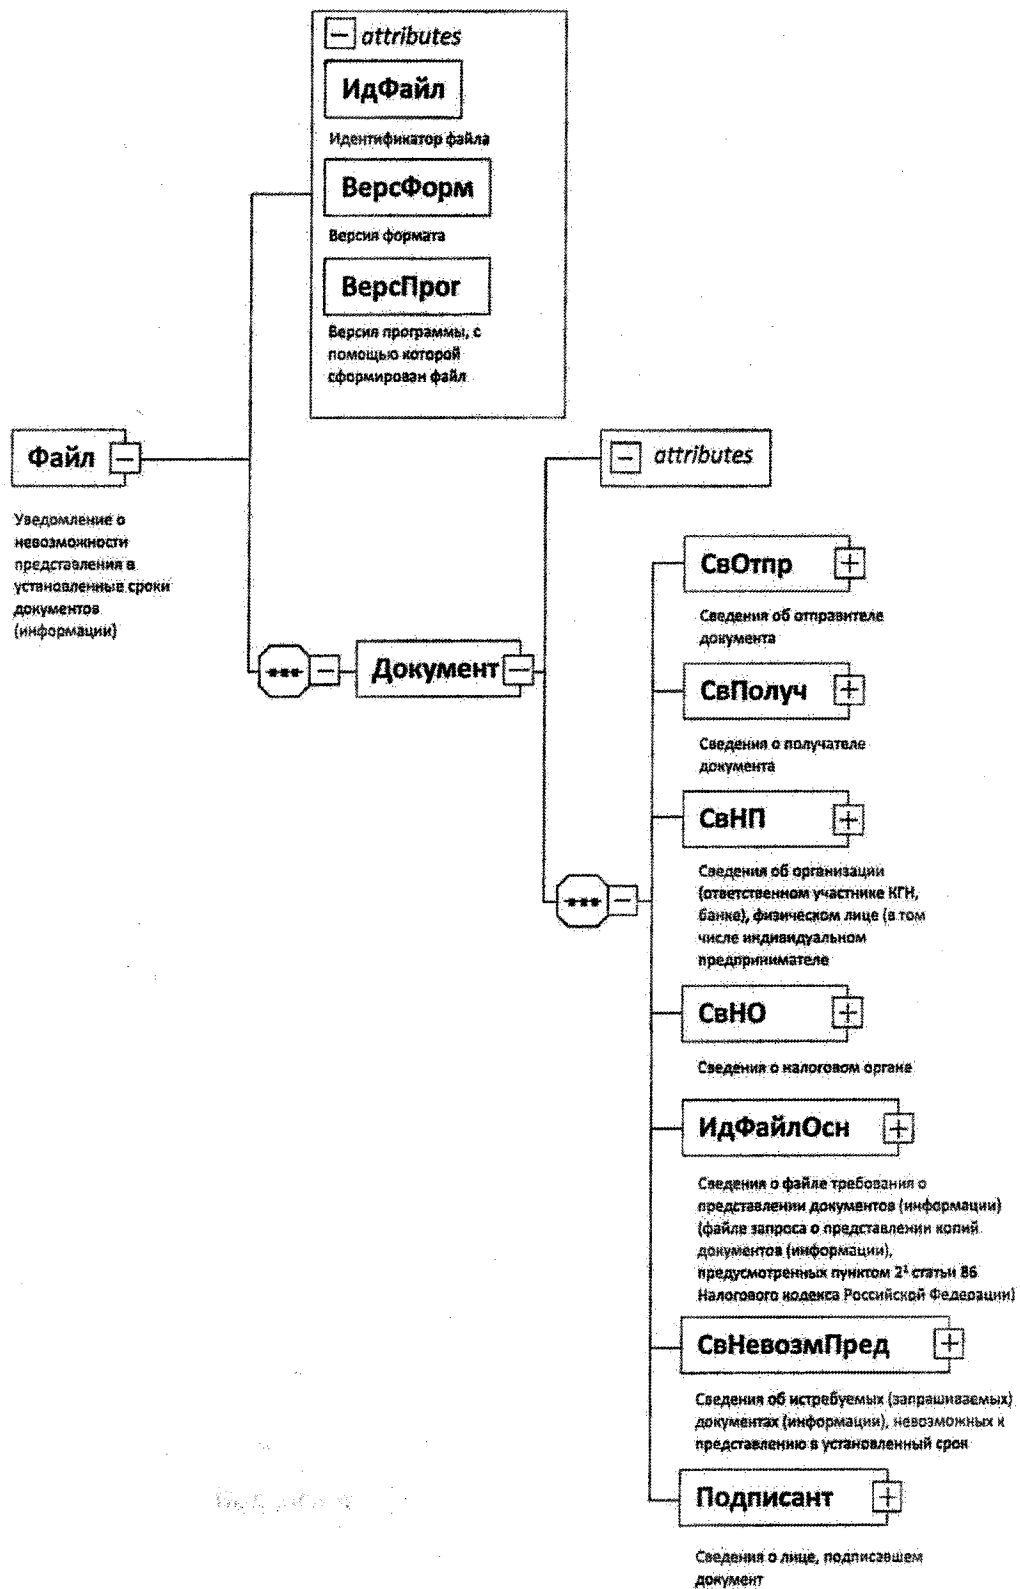 attributes
ИдФайл
Идентификатор файла
ВерсФорм
Версия формата
ВерсПрог
Версия программы, с
помощью которой
сформирован файл
Файл
Уведомление о
невозможности
представления в
установленные сроки
документов
(информации)
Документ
attributes
СвОтпр
Сведения об отправителе
документа
СвПолуч
Сведения о получателе
документа
СвНП
Сведения об организации
(ответственном участнике КГН,
банке), физическом лице (в том
числе индивидуальном
предпринимателе
СвНО
Сведения о налоговом органе
ИдФайлОсн
Сведения о файле требования о
представлении документов (информации)
(файле запроса о представлении копий
документов (информации),
предусмотренных пунктом 2¹ статьи 86
Налогового кодекса Российской Федерации)
СвНевозмПред
Сведения об истребуемых (запрашиваемых)
документах (информации), невозможных к
представлению в установленный срок
Подписант
Сведения о лице, подписавшем
документ